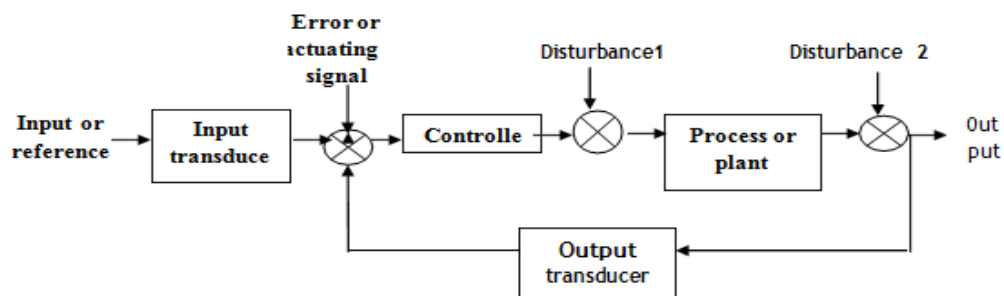 Error or
actuating
signal
Disturbance1
Disturbance 2
Input or
reference
Input
transduce
Controlle
Process or
plant
Out
put
Output
transducer